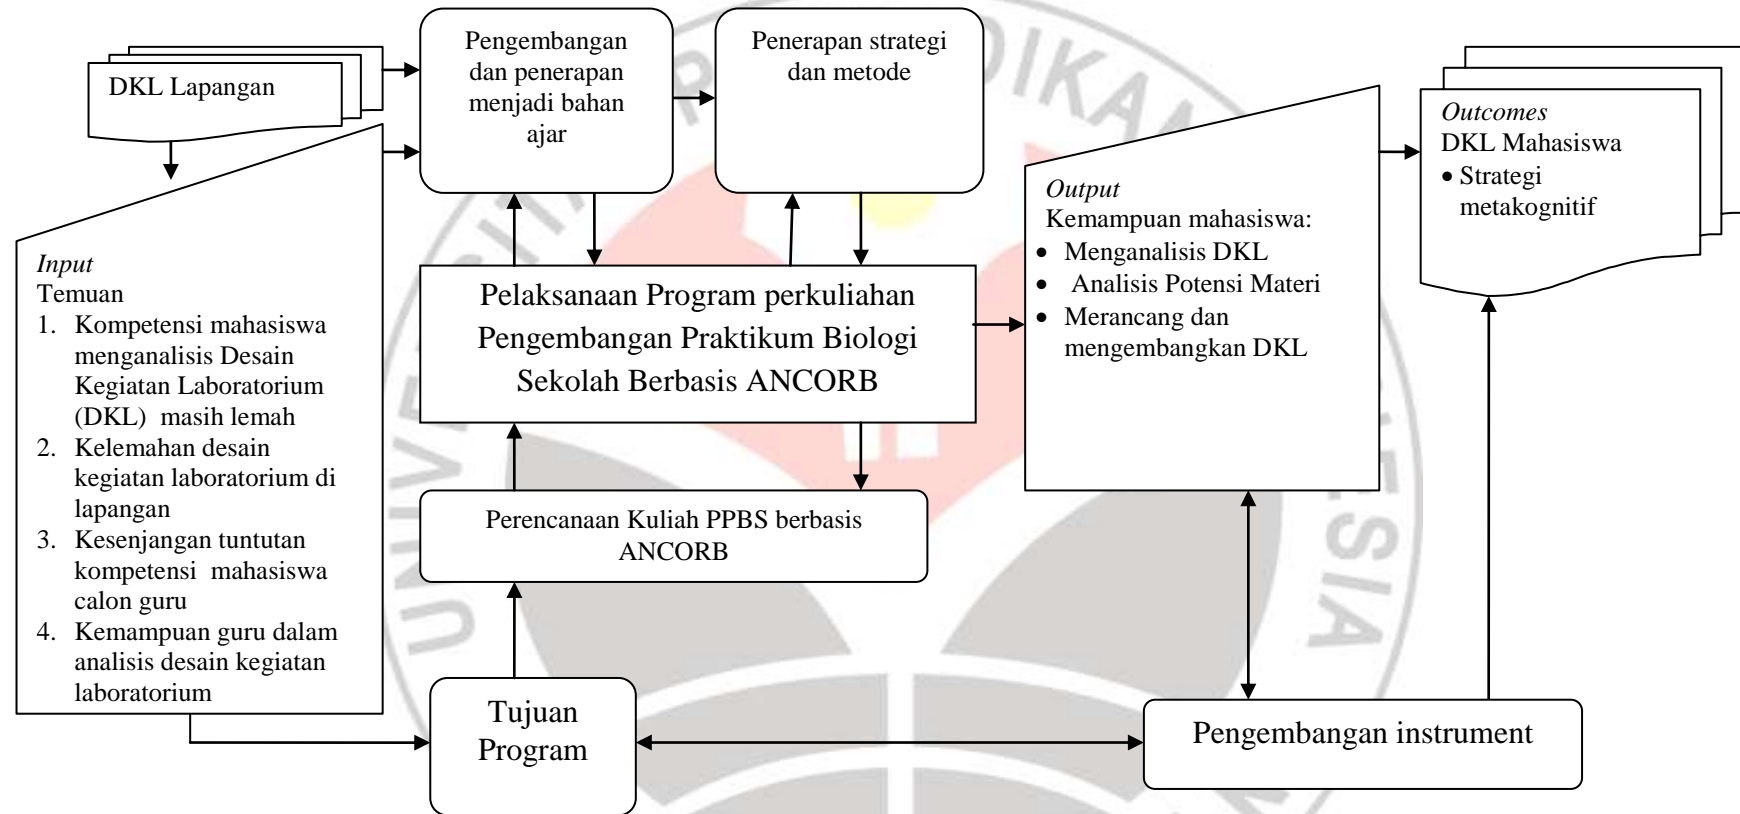 DKL Lapangan
Pengembangan
dan penerapan
menjadi bahan
ajar
Penerapan strategi
dan metode
Outcomes
DKL Mahasiswa
• Strategi
metakognitif
Input
Temuan
1. Kompetensi mahasiswa
menganalisis Desain
Kegiatan Laboratorium
(DKL) masih lemah
2. Kelemahan desain
kegiatan laboratorium di
lapangan
3. Kesenjangan tuntutan
kompetensi mahasiswa
calon guru
4. Kemampuan guru dalam
analisis desain kegiatan
laboratorium
Pelaksanaan Program perkuliahan
Pengembangan Praktikum Biologi
Sekolah Berbasis ANCORB
Output
Kemampuan mahasiswa:
• Menganalisis DKL
• Analisis Potensi Materi
• Merancang dan
mengembangkan DKL
Perencanaan Kuliah PPBS berbasis
ANCORB
Tujuan
Program
Pengembangan instrument